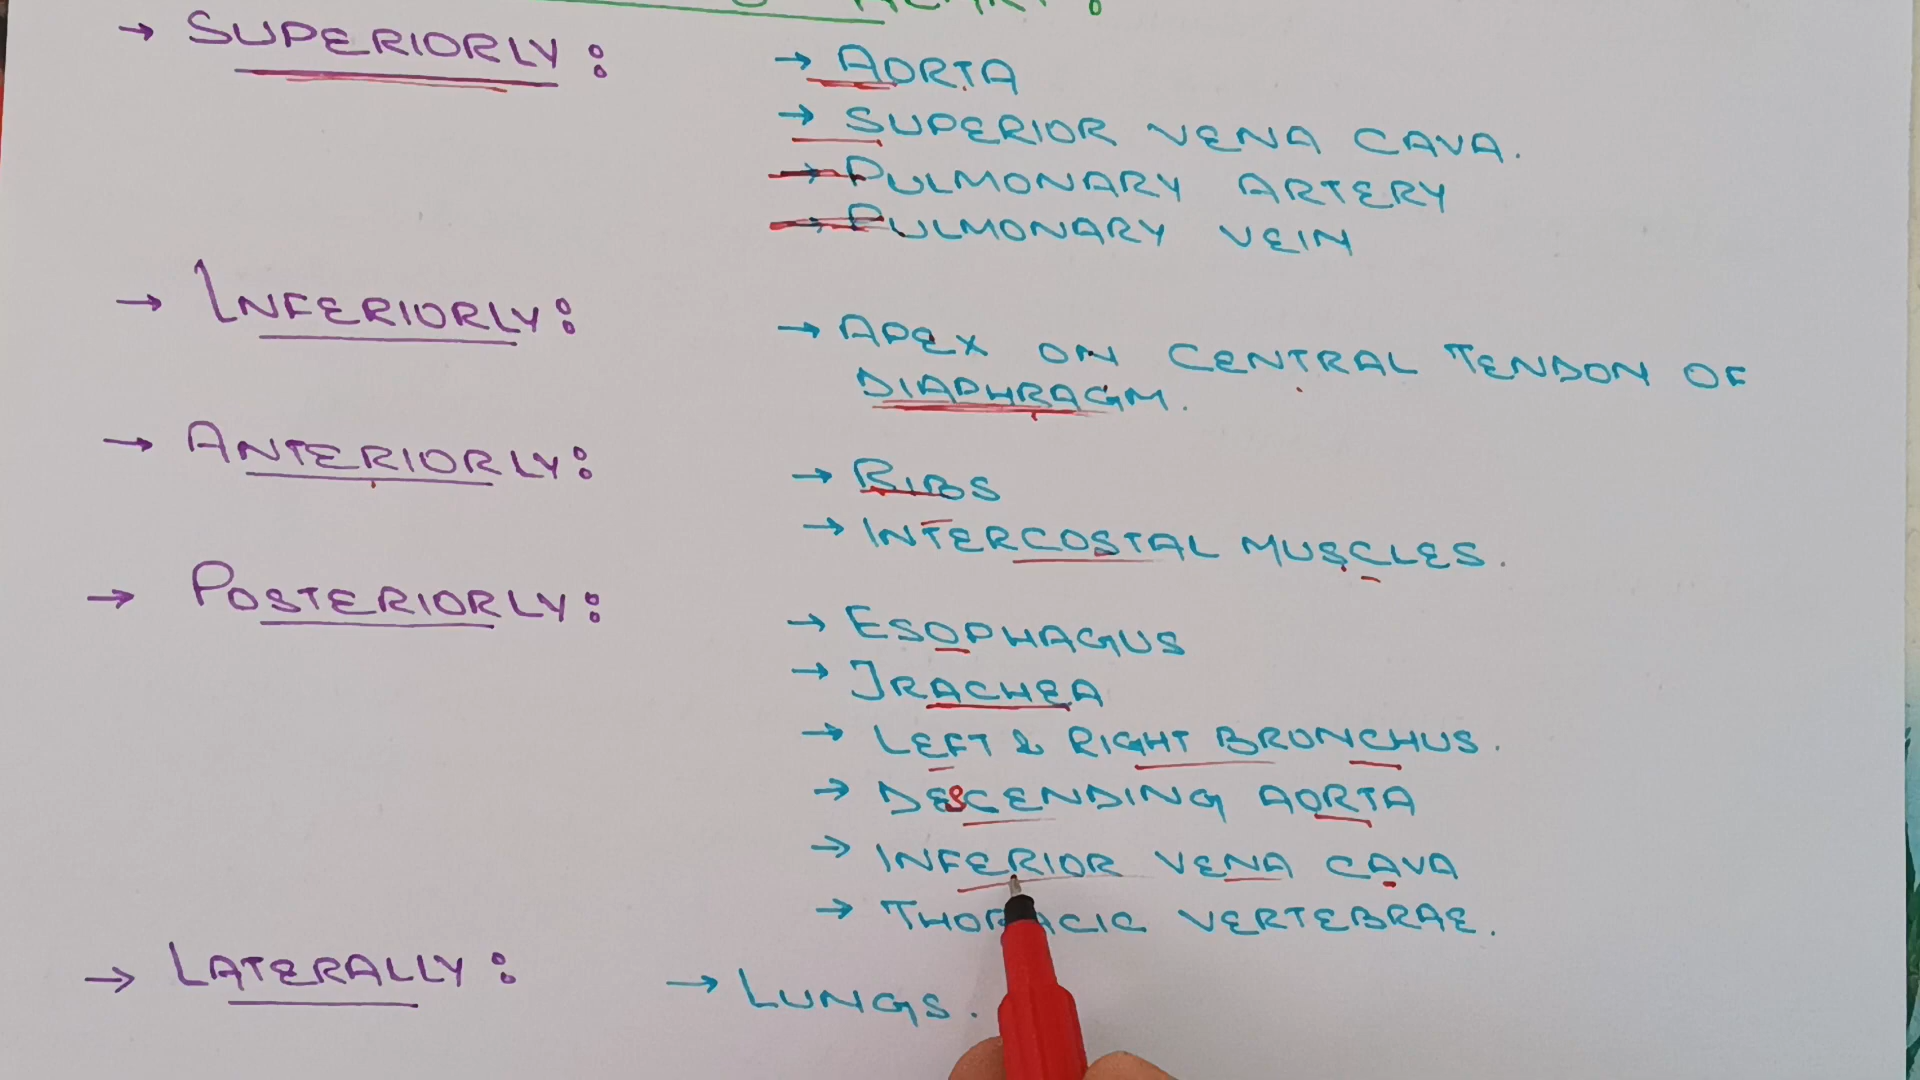 HEART:
→ SUPERIORLY:
→ AORTA
→ SUPERIOR VENA CAVA.
→ PULMONARY ARTERY
→ PULMONARY VEIN
→ INFERIORLY:
→ APEX ON CENTRAL TENDON OF
DIAPHRAGM.
→ ANTERIORLY:
→ RIBS
→ INTERCOSTAL MUSCLES.
→ POSTERIORLY:
→ ESOPHAGUS
→ TRACHEA
→ LEFT & RIGHT BRONCHUS.
→ DESCENDING AORTA
→ INFERIOR VENA CAVA
→ THORACIC VERTEBRAE.
→ LATERALLY:
→ LUNGS.